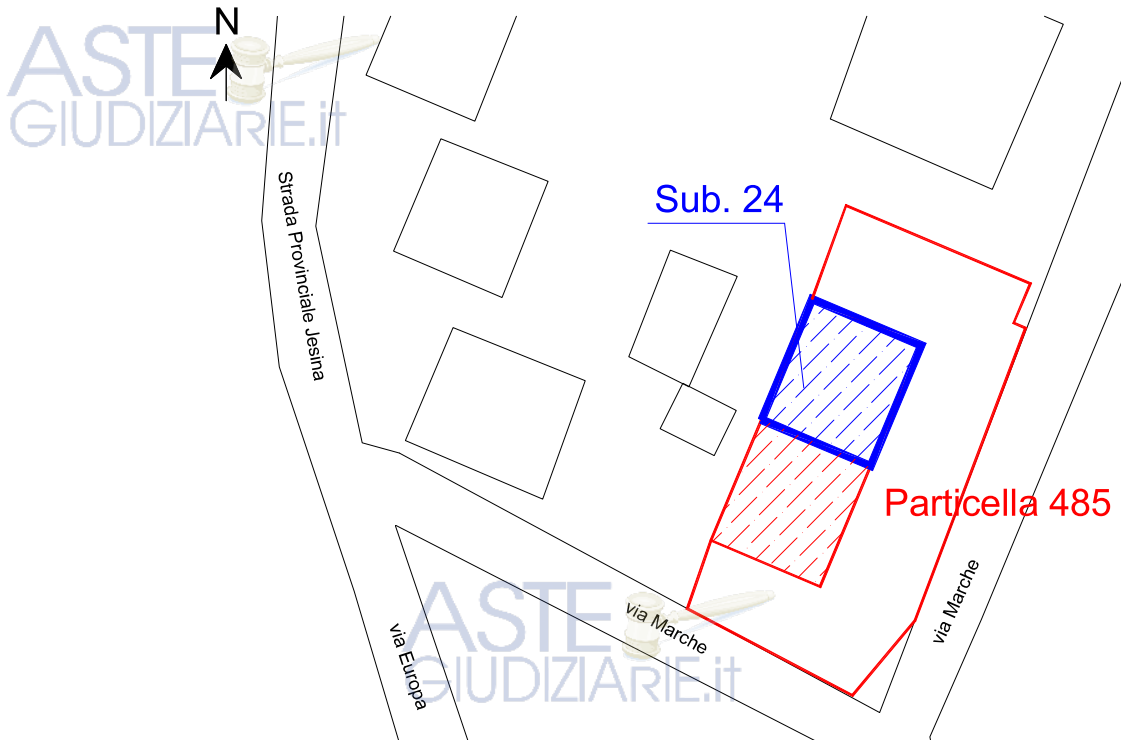 N
ASTE
GIUDIZIARIE.it
Strada Provinciale Jesina
Sub. 24
Particella 485
via Marche
via Marche
via Europa
ASTE
GIUDIZIARIE.it